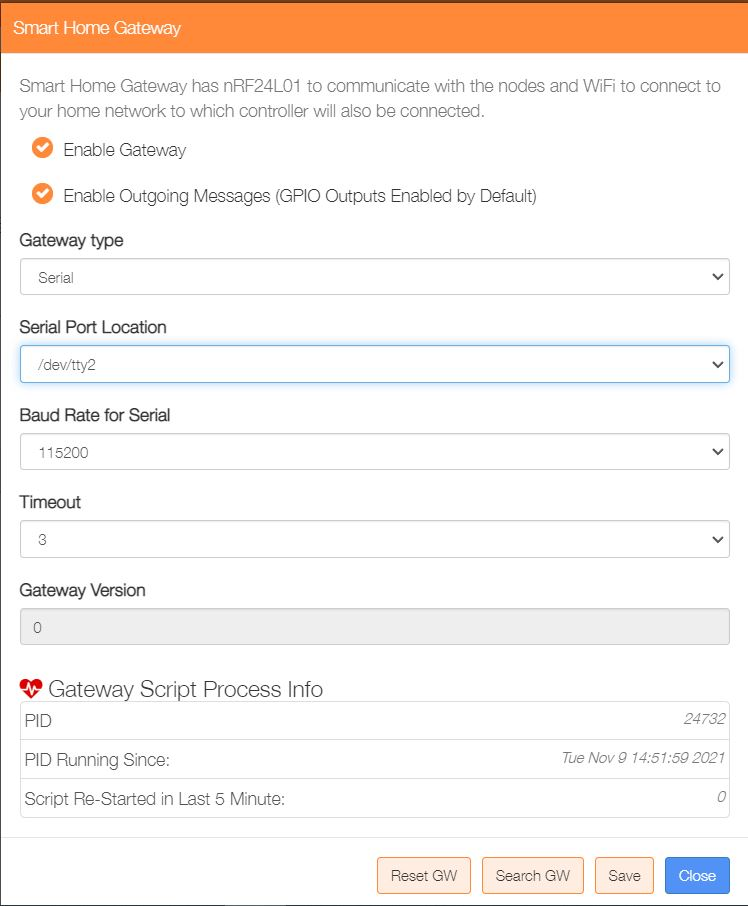 Smart Home Gateway
Smart Home Gateway has nRF24L01 to communicate with the nodes and WiFi to connect to
your home network to which controller will also be connected.
Enable Gateway
Enable Outgoing Messages (GPIO Outputs Enabled by Default)
Gateway type
Serial
Serial Port Location
/dev/tty2
Baud Rate for Serial
115200
Timeout
3
Gateway Version
0
Gateway Script Process Info
PID 24732
PID Running Since: Tue Nov 9 14:51:59 2021
Script Re-Started in Last 5 Minute: 0
Reset GW Search GW Save Close